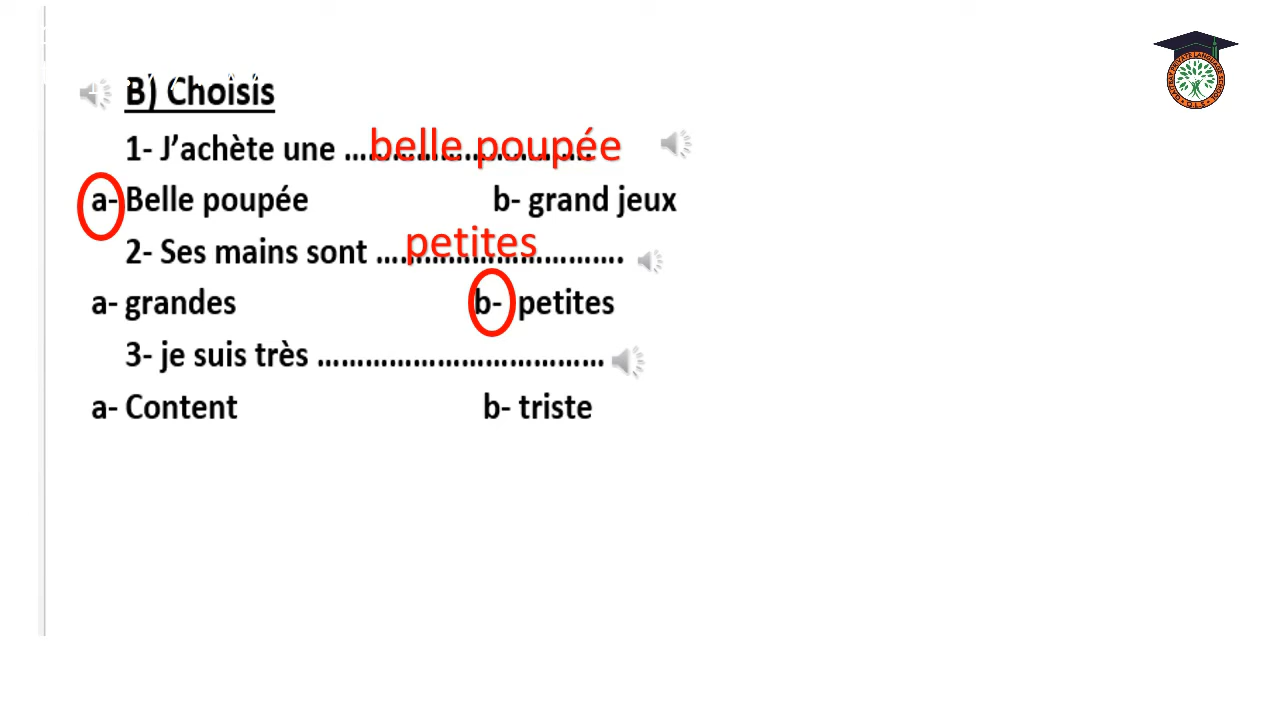 B) Choisis
1- J’achète une ………………………….. belle poupée
a- Belle poupée b- grand jeux
2- Ses mains sont …………………………. petites
a- grandes b- petites
3- je suis très ………………………………
a- Content b- triste